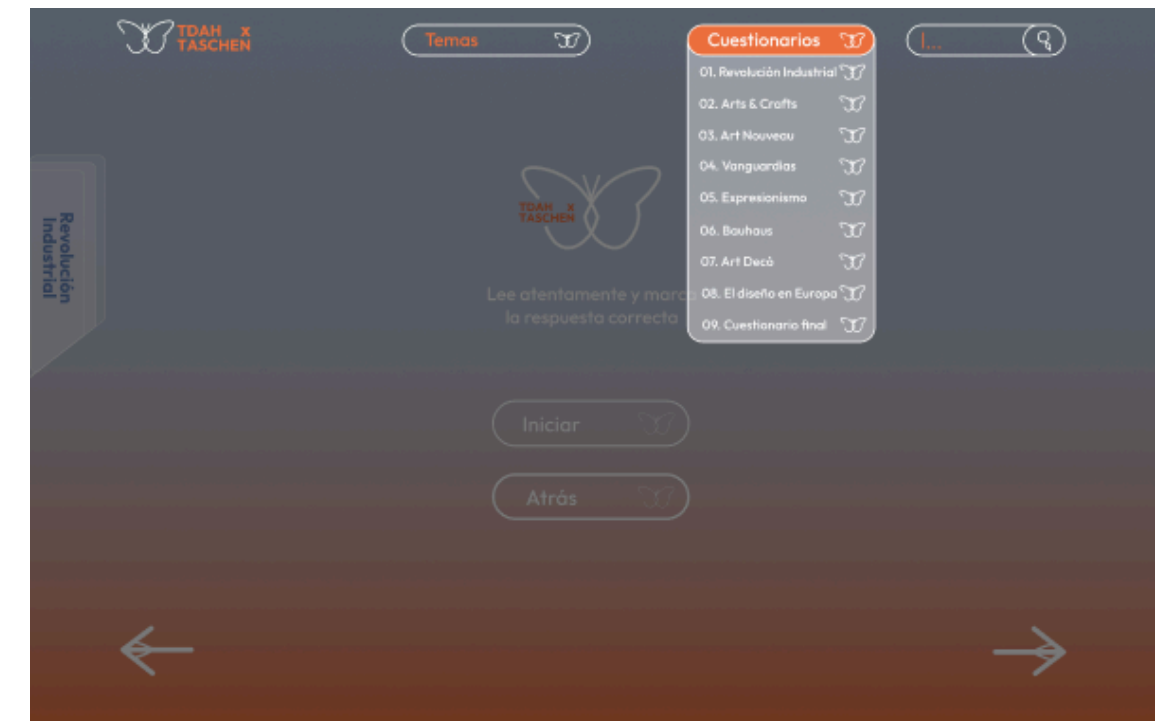 TDAH x
TASCHEN
Temas
Cuestionarios
I...
01. Revolución Industrial
02. Arts & Crafts
03. Art Nouveau
04. Vanguardias
05. Expresionismo
06. Bauhaus
07. Art Decó
08. El diseño en Europa
09. Cuestionario final
Revolución
Industrial
TDAH x
TASCHEN
Lee atentamente y marca
la respuesta correcta
Iniciar
Atrás